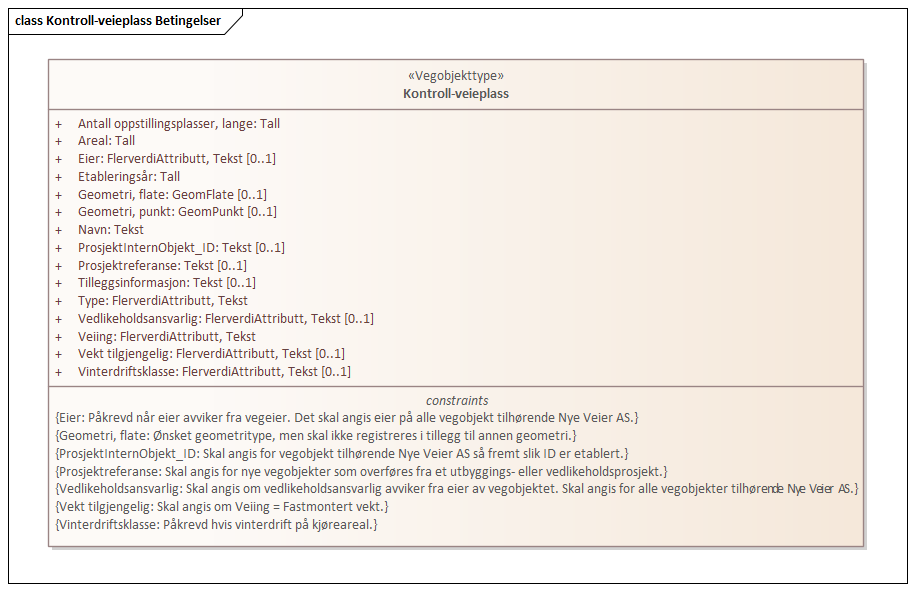 class Kontroll-veieplass Betingelser
«Vegobjekttype»
Kontroll-veieplass
+ Antall oppstillingsplasser, lange: Tall
+ Areal: Tall
+ Eier: FlerverdiAttributt, Tekst [0..1]
+ Etableringsår: Tall
+ Geometri, flate: GeomFlate [0..1]
+ Geometri, punkt: GeomPunkt [0..1]
+ Navn: Tekst
+ ProsjektInternObjekt_ID: Tekst [0..1]
+ Prosjektreferanse: Tekst [0..1]
+ Tilleggsinformasjon: Tekst [0..1]
+ Type: FlerverdiAttributt, Tekst
+ Vedlikeholdsansvarlig: FlerverdiAttributt, Tekst [0..1]
+ Veiing: FlerverdiAttributt, Tekst
+ Vekt tilgjengelig: FlerverdiAttributt, Tekst [0..1]
+ Vinterdriftsklasse: FlerverdiAttributt, Tekst [0..1]
constraints
{Eier: Påkrevd når eier avviker fra vegeier. Det skal angis eier på alle vegobjekt tilhørende Nye Veier AS.}
{Geometri, flate: Ønsket geometritype, men skal ikke registreres i tillegg til annen geometri.}
{ProsjektInternObjekt_ID: Skal angis for vegobjekt tilhørende Nye Veier AS så fremt slik ID er etablert.}
{Prosjektreferanse: Skal angis for nye vegobjekter som overføres fra et utbyggings- eller vedlikeholdsprosjekt.}
{Vedlikeholdsansvarlig: Skal angis om vedlikeholdsansvarlig avviker fra eier av vegobjektet. Skal angis for alle vegobjekter tilhørende Nye Veier AS.}
{Vekt tilgjengelig: Skal angis om Veiing = Fastmontert vekt.}
{Vinterdriftsklasse: Påkrevd hvis vinterdrift på kjøreareal.}